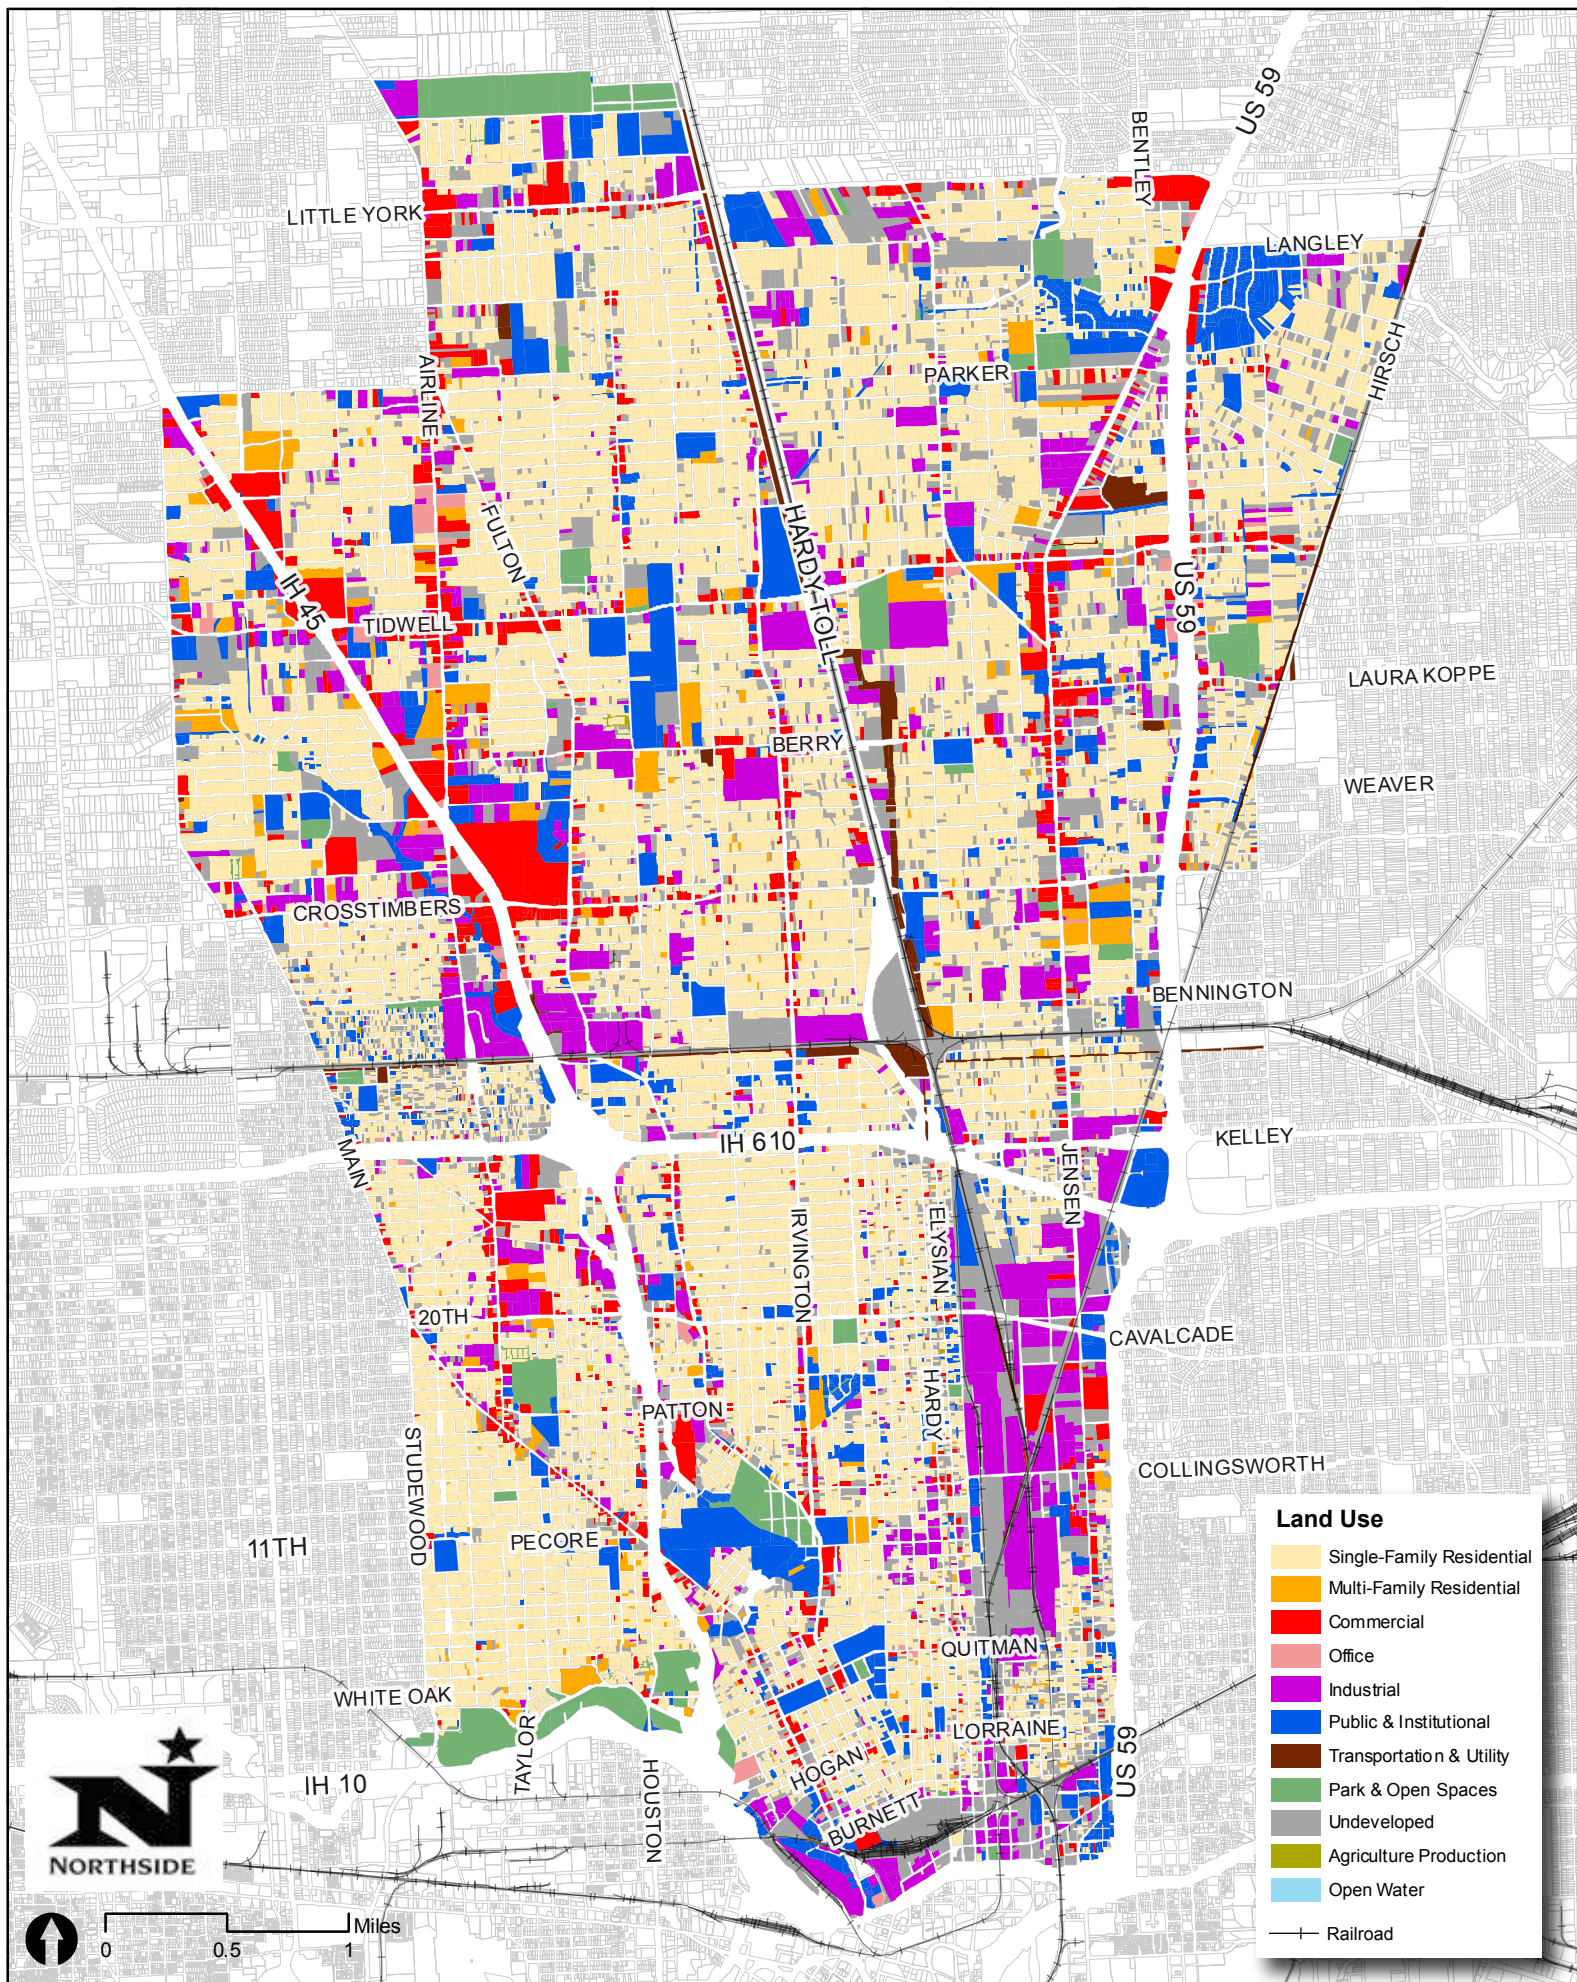 US 59
BENTLEY
LITTLE YORK
LANGLEY
HIRSCH
AIRLINE
PARKER
FULTON
HARDY TOLL
IH 45
US 59
TIDWELL
LAURA KOPPE
BERRY
WEAVER
CROSSTIMBERS
BENNINGTON
IH 610
KELLEY
MAIN
JENSEN
IRVINGTON
ELYSIAN
20TH
CAVALCADE
HARDY
PATTON
STUDEWOOD
COLLINGSWORTH
11TH
PECORE
QUITMAN
WHITE OAK
LORRAINE
TAYLOR
HOGAN
US 59
IH 10
HOUSTON
BURNETT
Land Use
Single-Family Residential
Multi-Family Residential
Commercial
Office
Industrial
Public & Institutional
Transportation & Utility
Park & Open Spaces
Undeveloped
Agriculture Production
Open Water
Railroad
N
NORTHSIDE
Miles
0 0.5 1